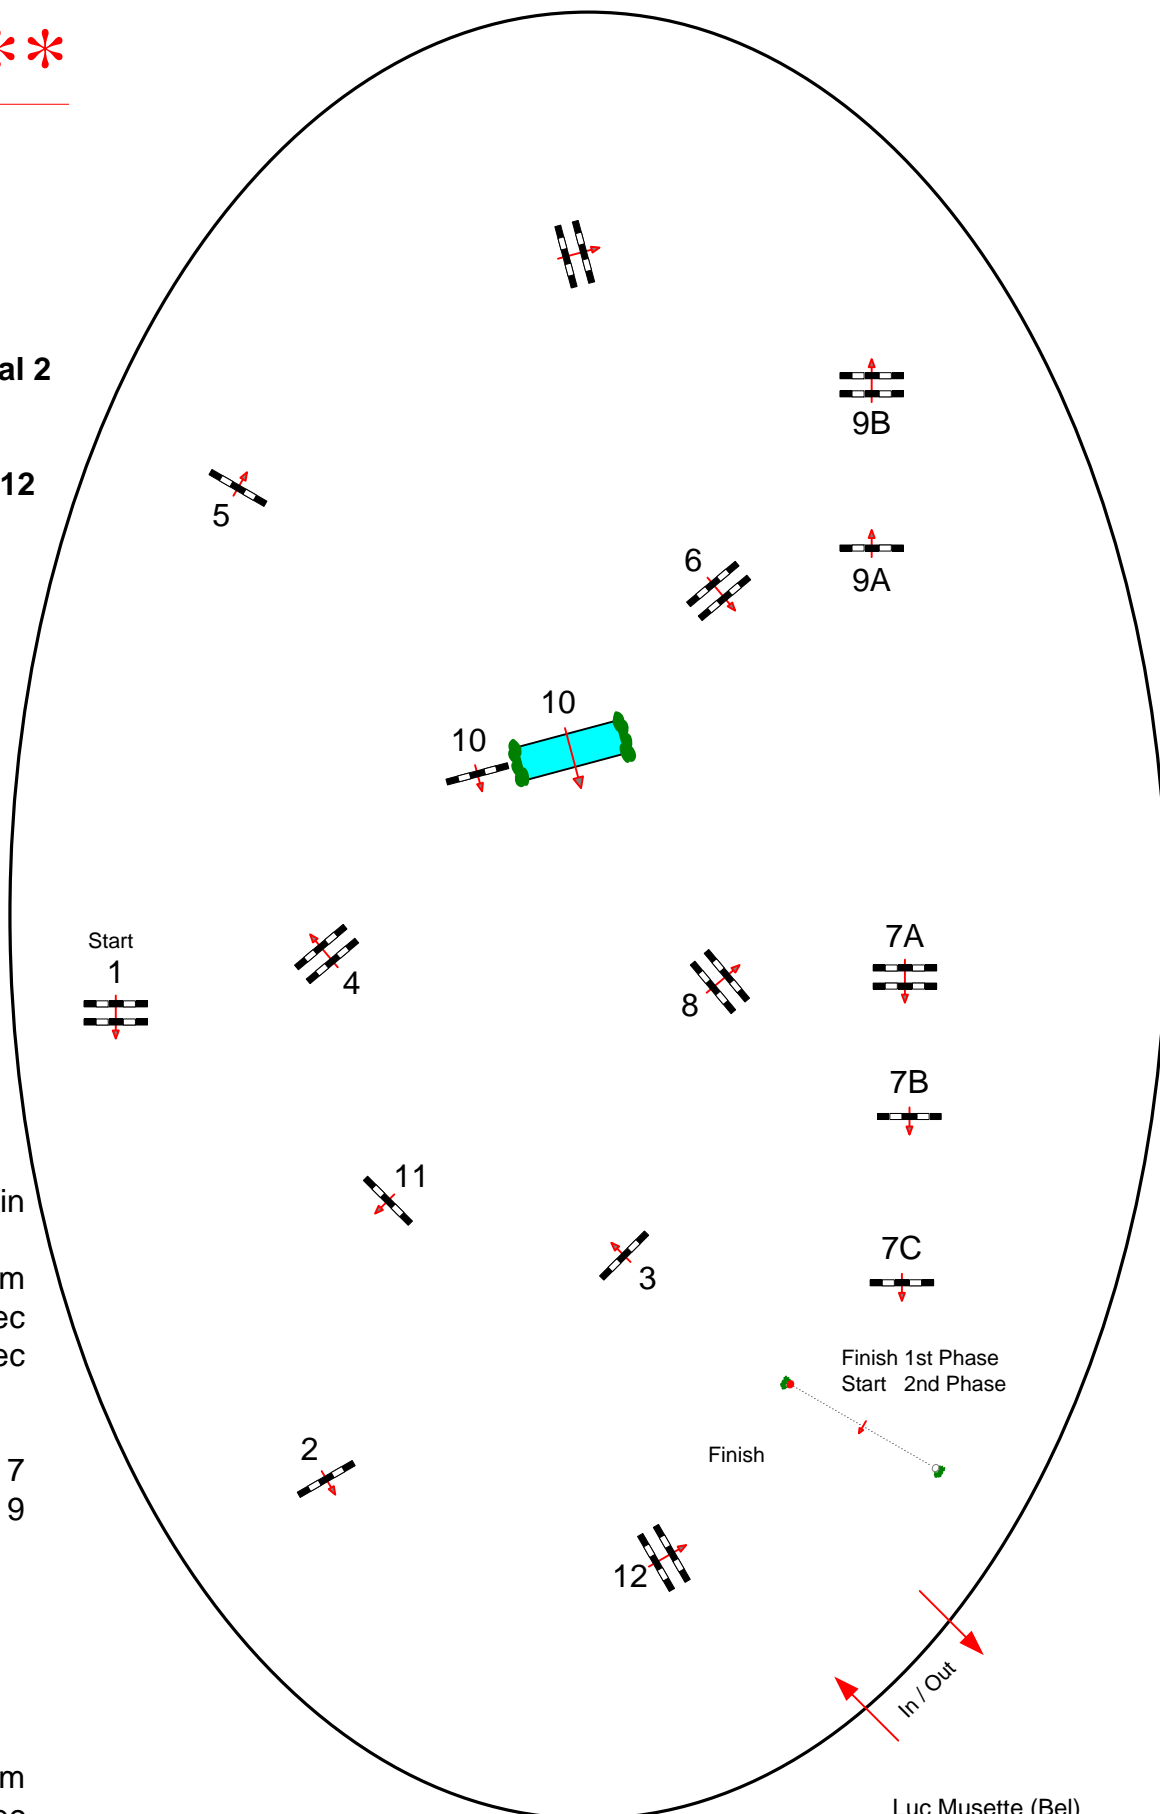 **
al 2
12
9B
5
6
9A
10
10
Start
1
4
8
7A
7B
11
in
3
7C
m
ec
ec
Finish 1st Phase
Start 2nd Phase
2
Finish
7
9
12
In / Out
m
Luc Musette (Bel)